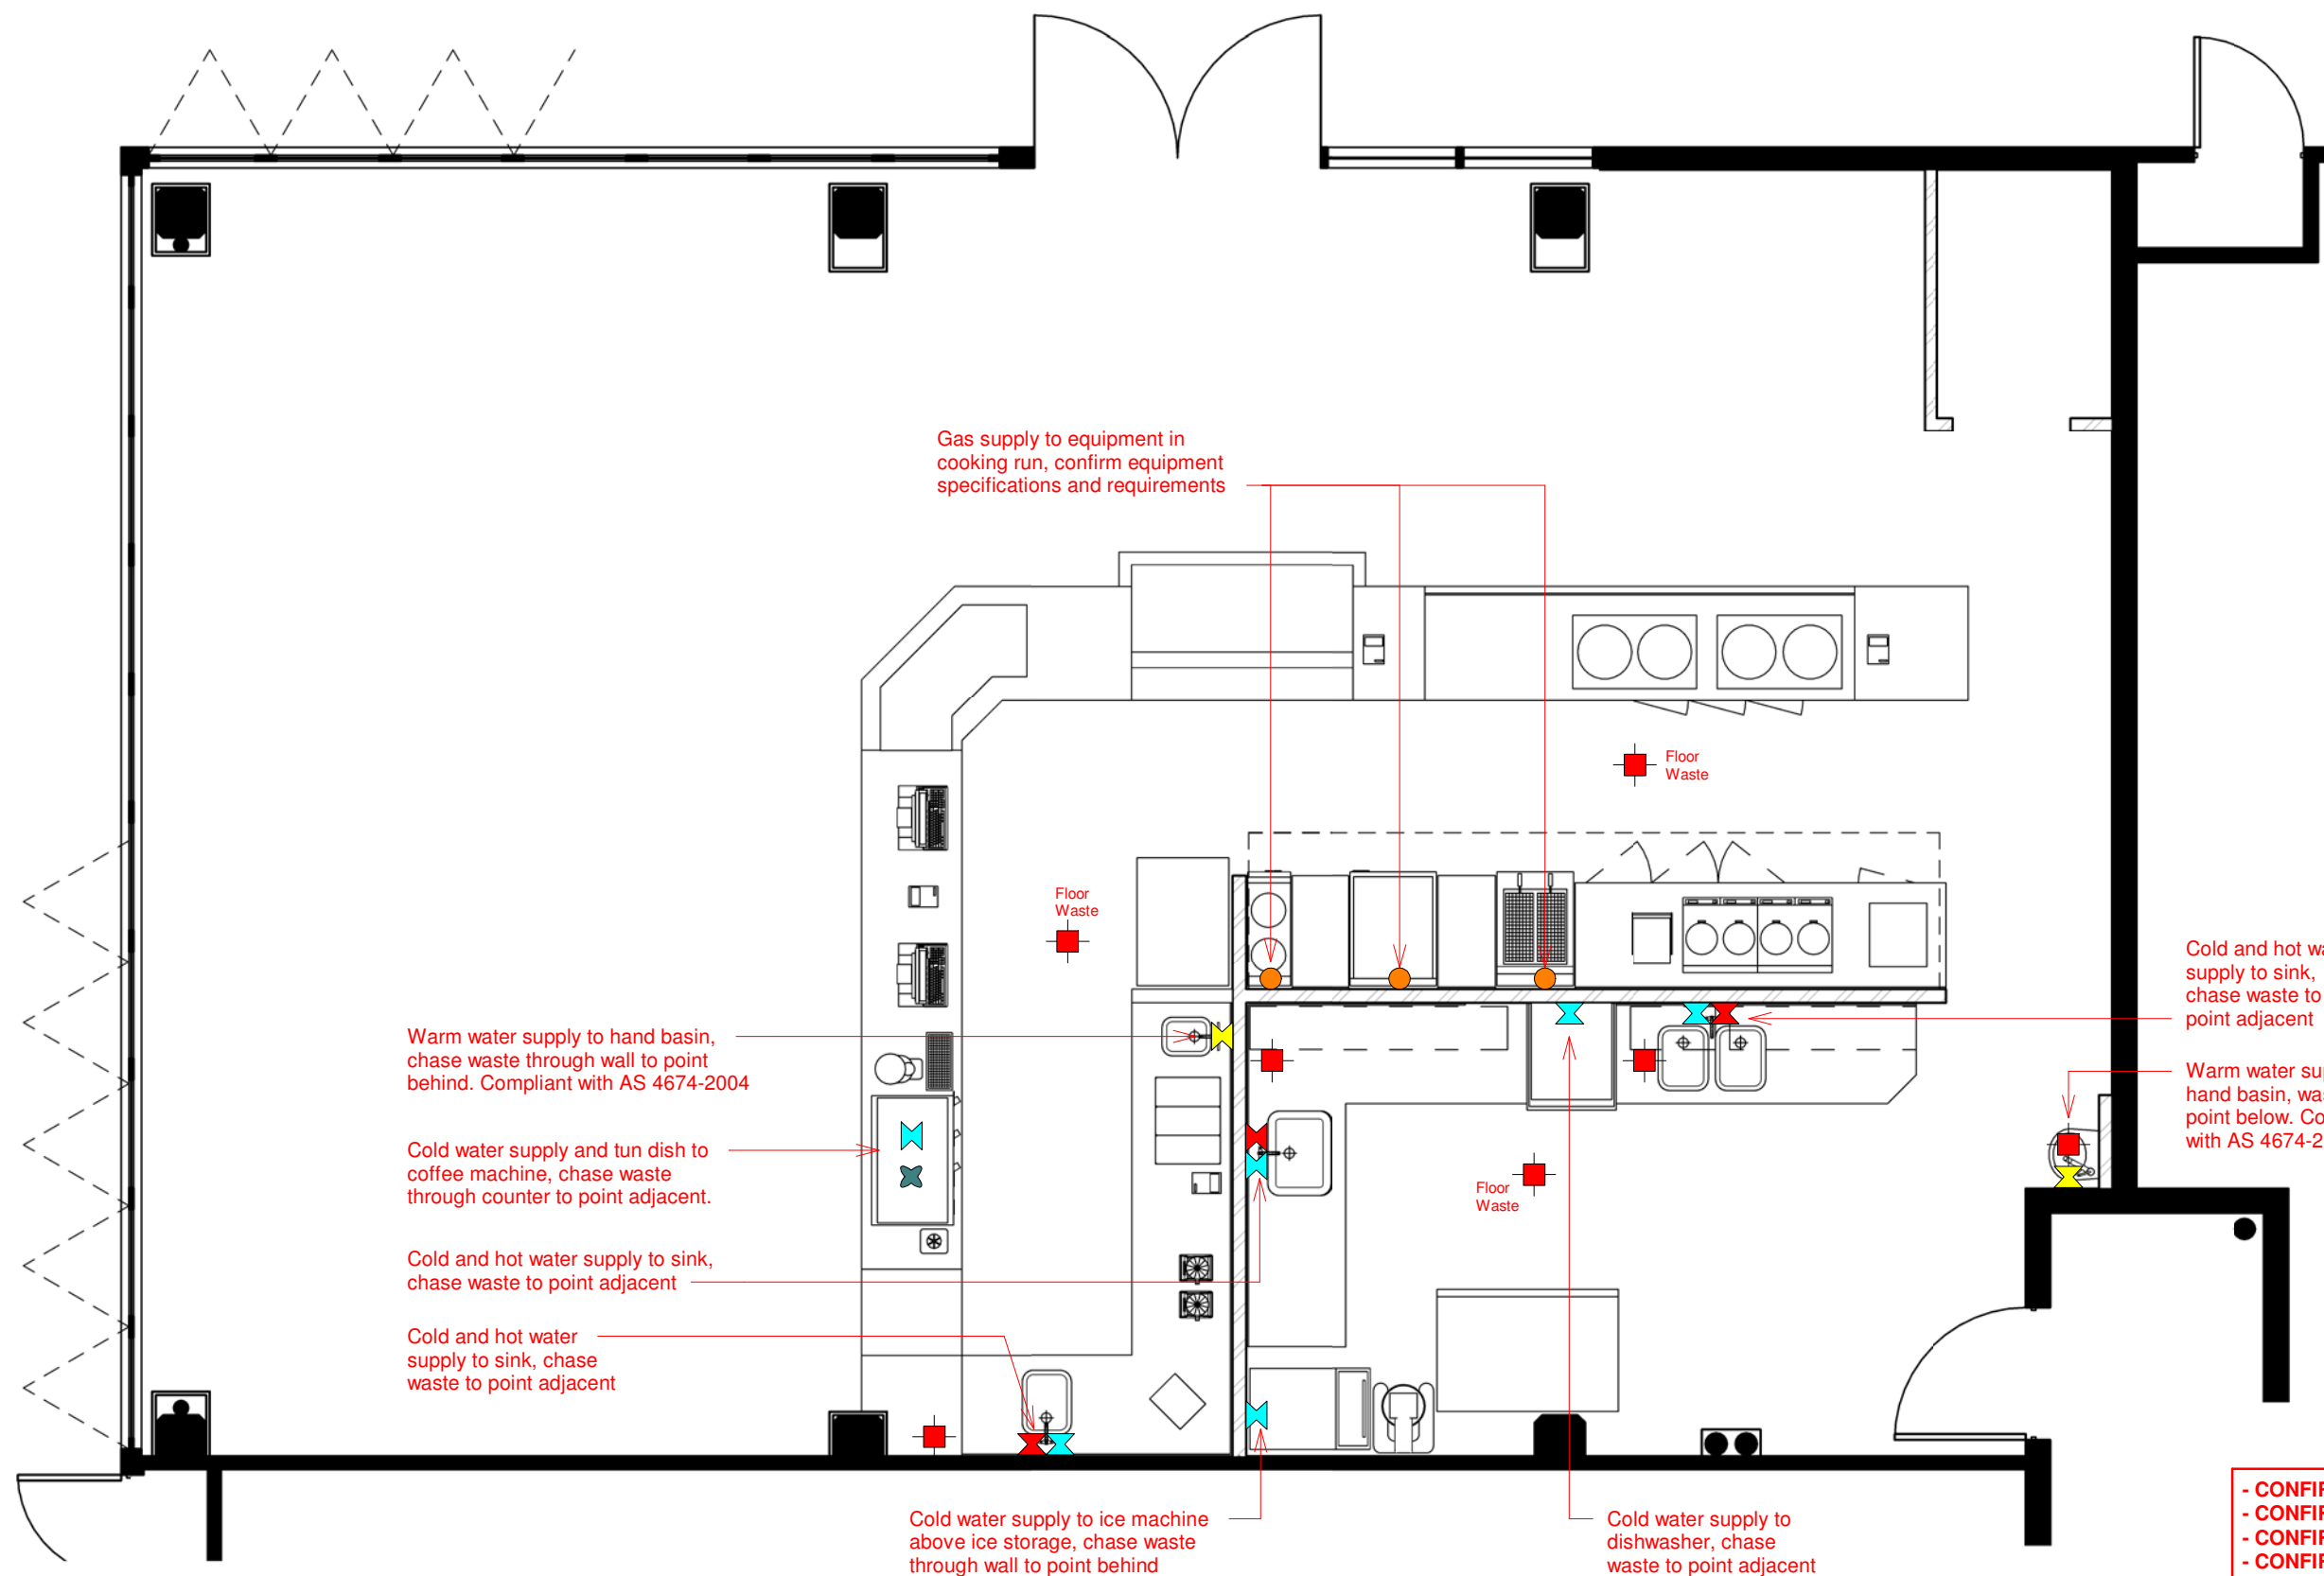 Gas supply to equipment in
cooking run, confirm equipment
specifications and requirements
Floor
Waste
Floor
Waste
Warm water supply to hand basin,
chase waste through wall to point
behind. Compliant with AS 4674-2004
Cold water supply and tun dish to
coffee machine, chase waste
through counter to point adjacent.
Cold and hot water supply to sink,
chase waste to point adjacent
Cold and hot water
supply to sink, chase
waste to point adjacent
Floor
Waste
Cold and hot wa
supply to sink,
chase waste to
point adjacent
Warm water sup
hand basin, was
point below. Co
with AS 4674-2
Cold water supply to ice machine
above ice storage, chase waste
through wall to point behind
Cold water supply to
dishwasher, chase
waste to point adjacent
- CONFIR
- CONFIR
- CONFIR
- CONFIR